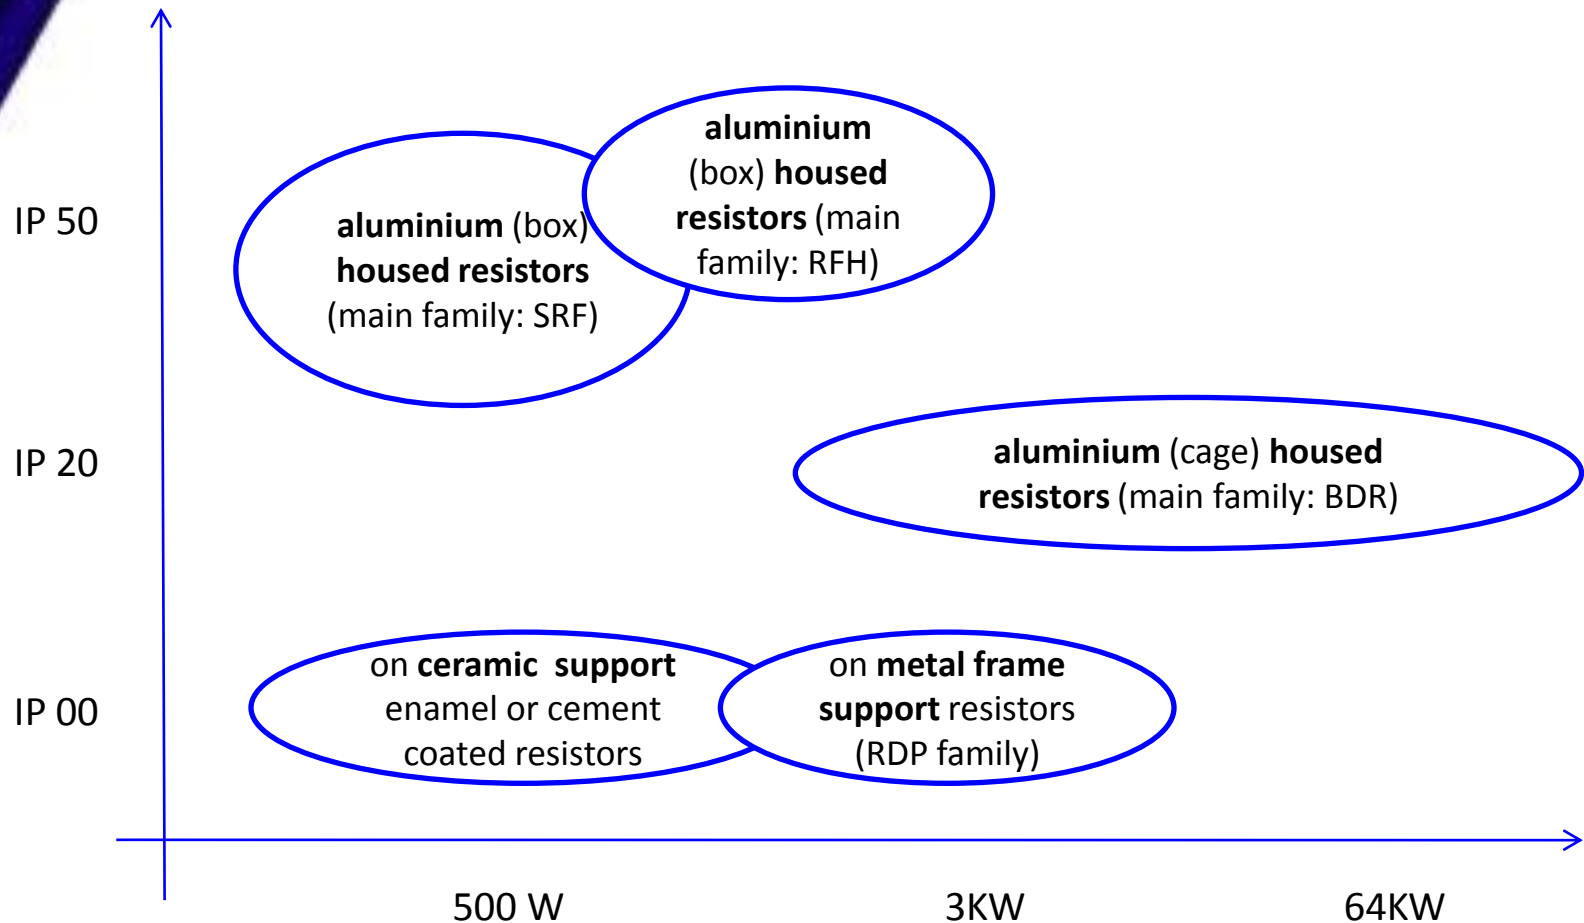 aluminium
(box) housed
resistors (main
family: RFH)
IP 50
aluminium (box)
housed resistors
(main family: SRF)
IP 20
aluminium (cage) housed
resistors (main family: BDR)
IP 00
on ceramic support
enamel or cement
coated resistors
on metal frame
support resistors
(RDP family)
500 W
3KW
64KW